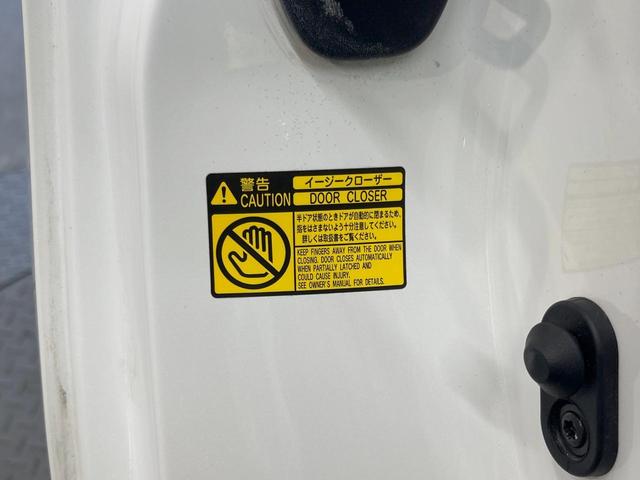 警告
CAUTION
イージークローザー
DOOR CLOSER
半ドア状態のときドアが自動的に閉まるため、
指をはさまないよう十分注意してください。
詳しくは取扱書をご覧ください。
KEEP FINGERS AWAY FROM THE DOOR WHEN
CLOSING. DOOR CLOSES AUTOMATICALLY
WHEN PARTIALLY LATCHED AND
COULD CAUSE INJURY.
SEE OWNER'S MANUAL FOR DETAILS.